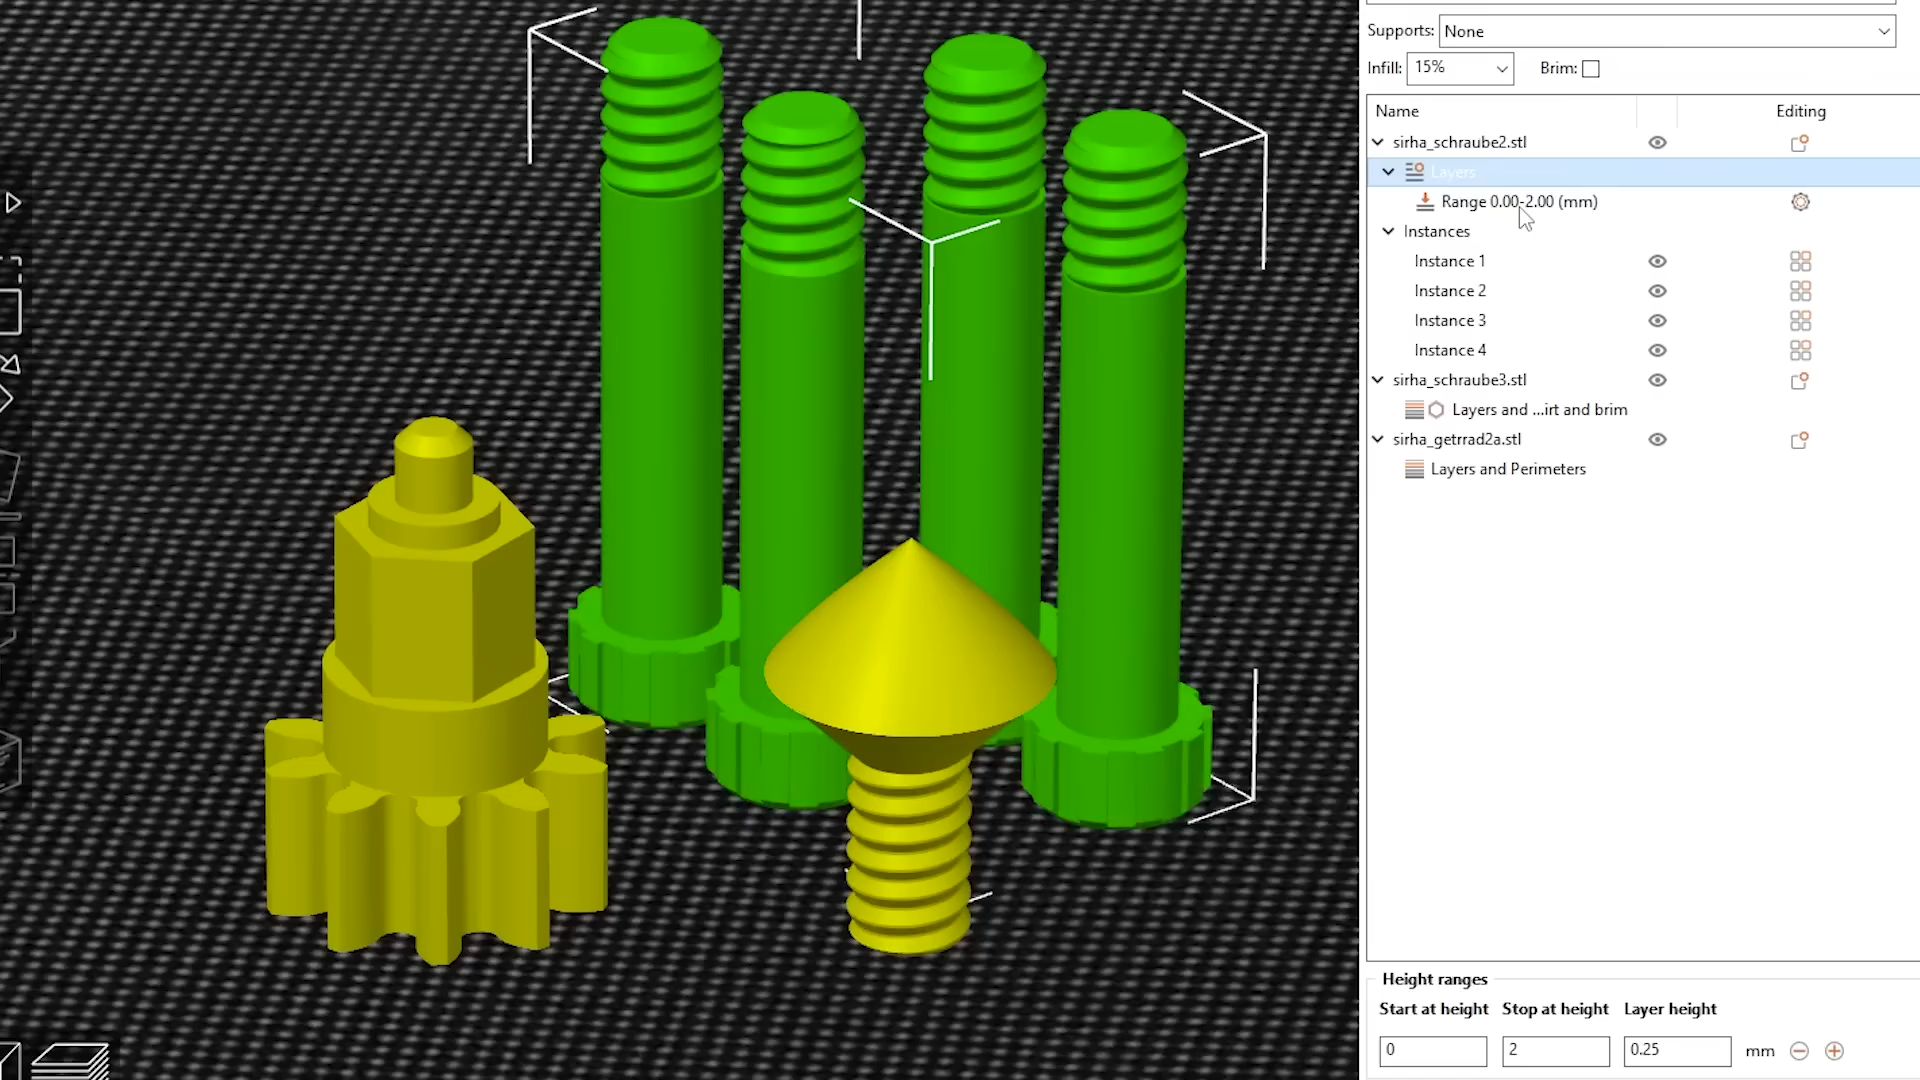 Supports: None
Infill: 15% Brim:
Name Editing
sirha_schraube2.stl
Layers
Range 0.00-2.00 (mm)
Instances
Instance 1
Instance 2
Instance 3
Instance 4
sirha_schraube3.stl
Layers and ...irt and brim
sirha_getrrad2a.stl
Layers and Perimeters
Height ranges
Start at height Stop at height Layer height
0 2 0.25 mm